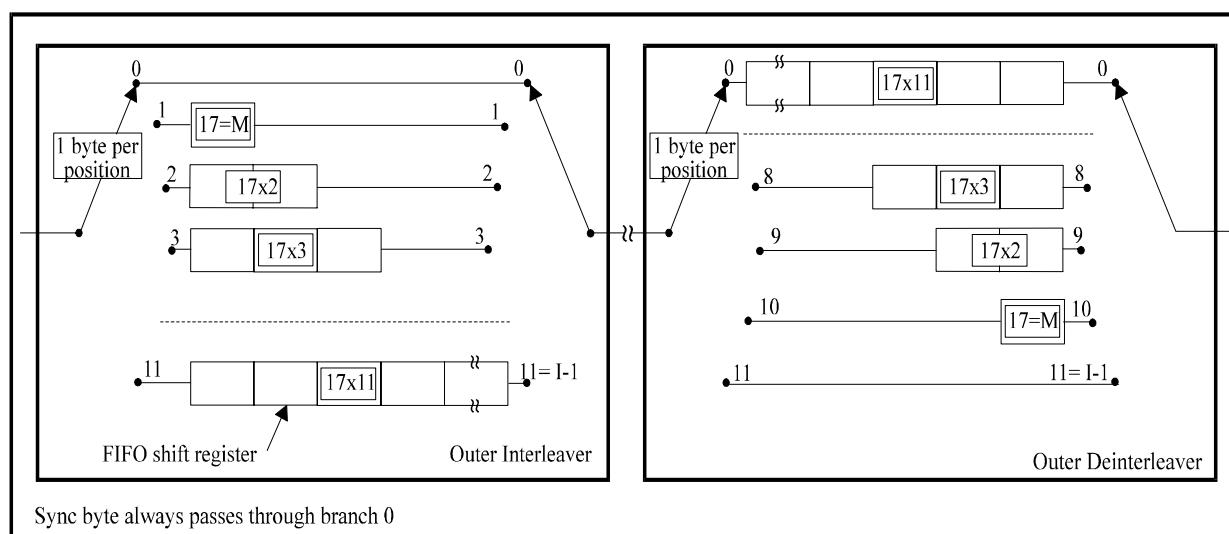 0
0
1
17=M
1
1 byte per
position
2
17x2
2
3
17x3
3
11
17x11
11= I-1
FIFO shift register
Outer Interleaver
0
17x11
0
1 byte per
position
8
17x3
8
9
17x2
9
10
17=M
10
11
11= I-1
Outer Deinterleaver
Sync byte always passes through branch 0